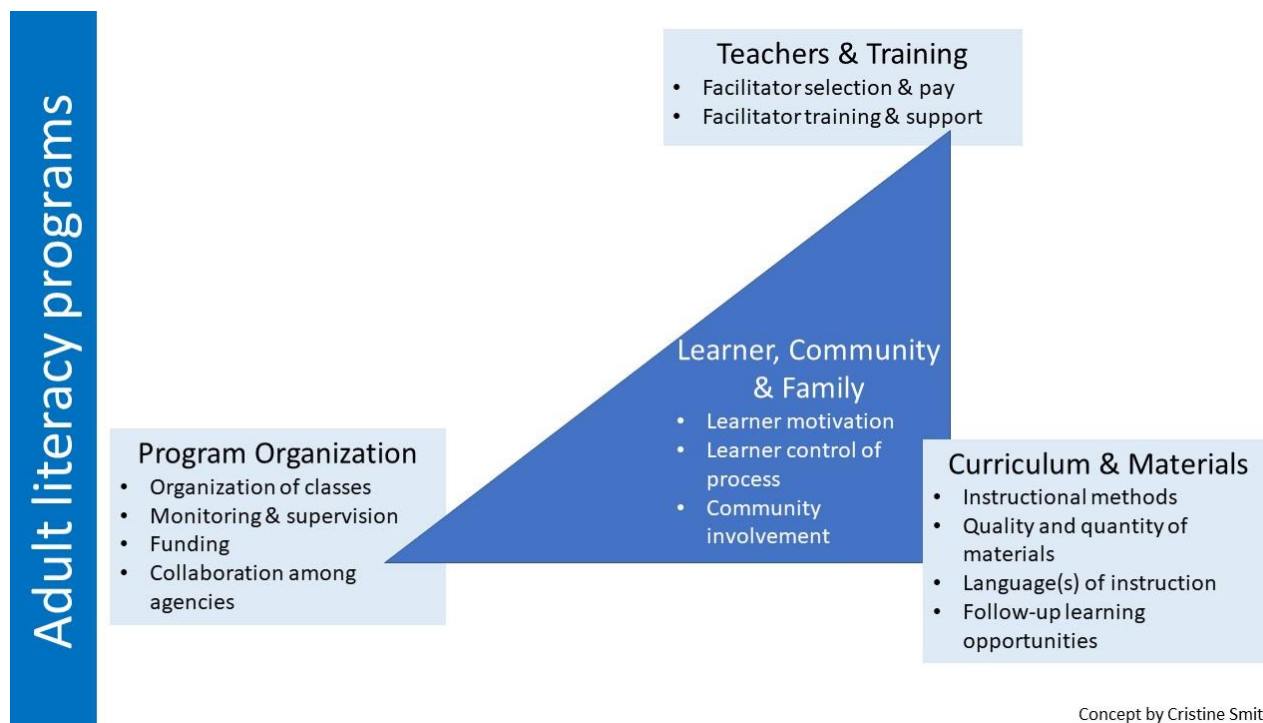 Adult literacy programs
Teachers & Training
• Facilitator selection & pay
• Facilitator training & support
Learner, Community
& Family
• Learner motivation
• Learner control of
process
• Community
involvement
Program Organization
• Organization of classes
• Monitoring & supervision
• Funding
• Collaboration among
agencies
Curriculum & Materials
• Instructional methods
• Quality and quantity of
materials
• Language(s) of instruction
• Follow-up learning
opportunities
Concept by Cristine Smit